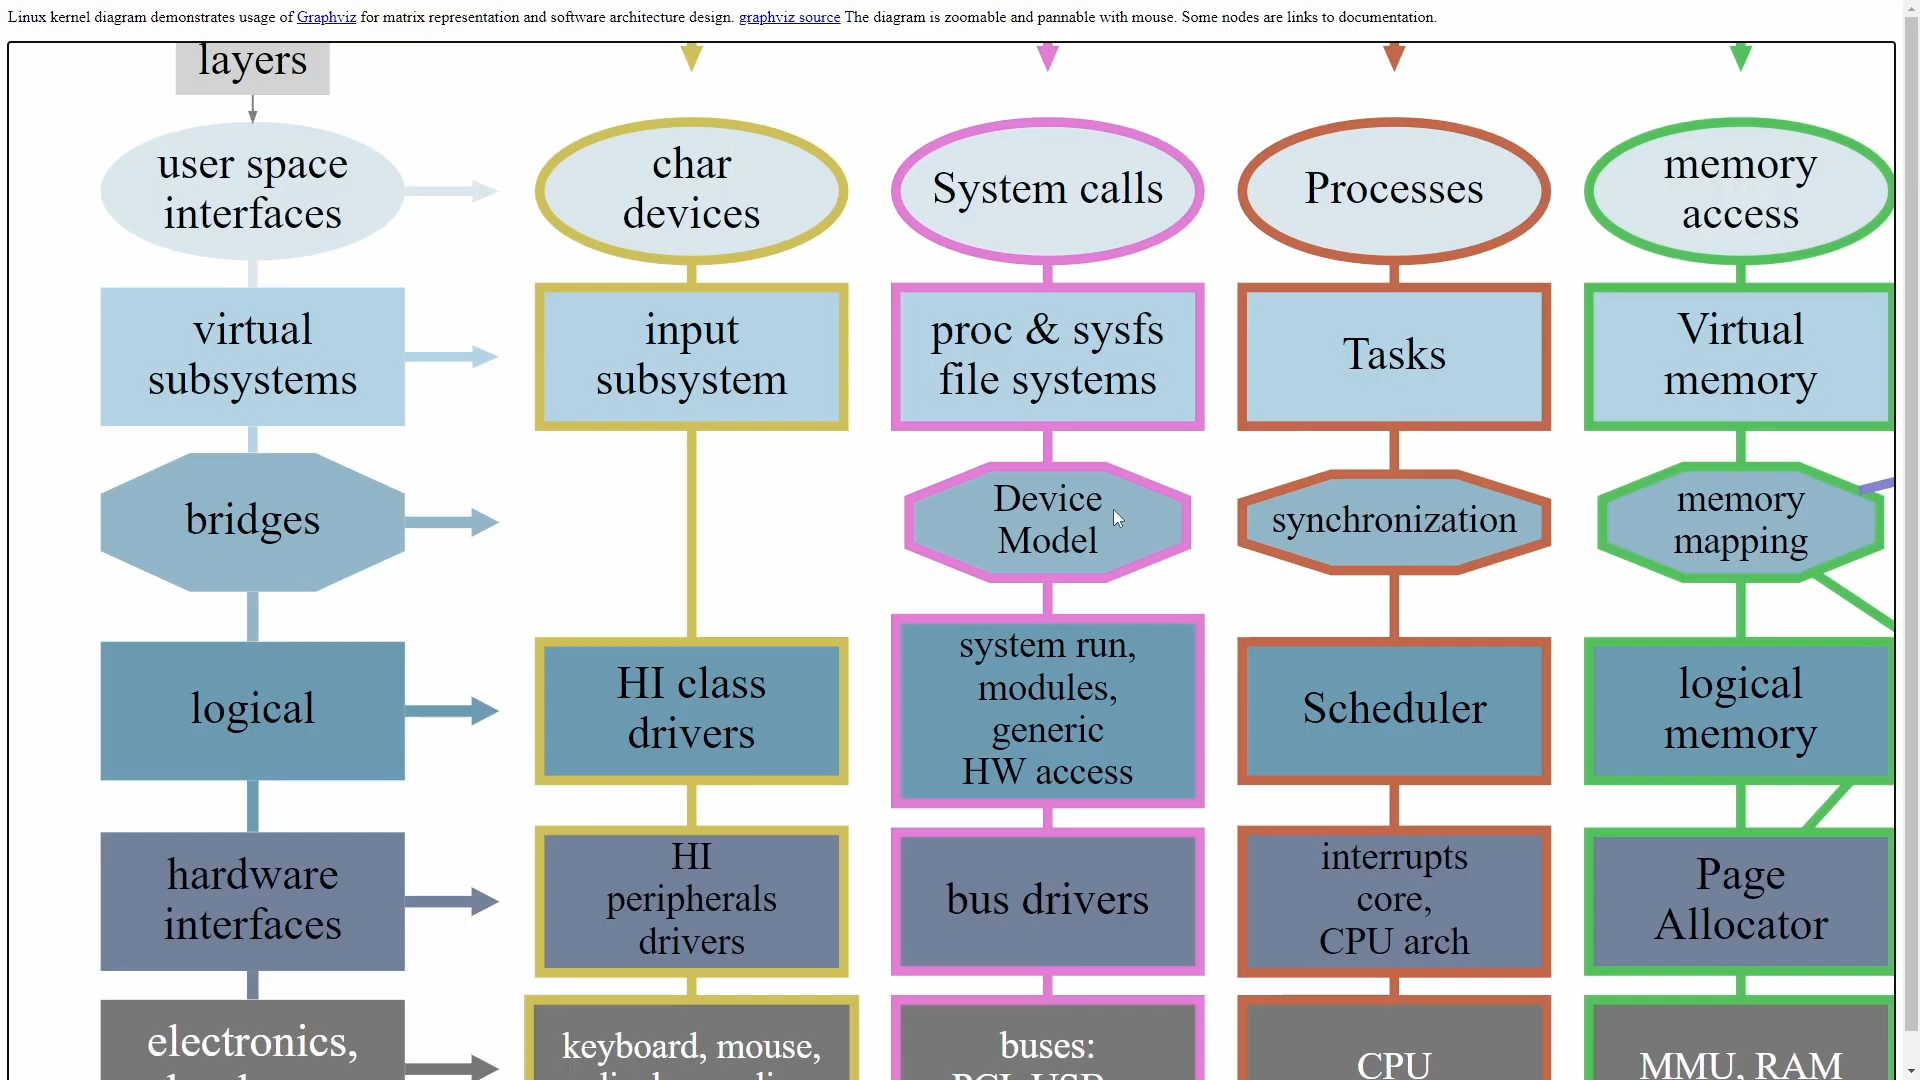 Linux kernel diagram demonstrates usage of Graphviz for matrix representation and software architecture design. graphviz source The diagram is zoomable and pannable with mouse. Some nodes are links to documentation.
layers
user space
interfaces
char
devices
System calls
Processes
memory
access
virtual
subsystems
input
subsystem
proc & sysfs
file systems
Tasks
Virtual
memory
bridges
Device
Model
synchronization
memory
mapping
logical
HI class
drivers
system run,
modules,
generic
HW access
Scheduler
logical
memory
hardware
interfaces
HI
peripherals
drivers
bus drivers
interrupts
core,
CPU arch
Page
Allocator
electronics,
keyboard, mouse,
buses:
CPU
MMU, RAM